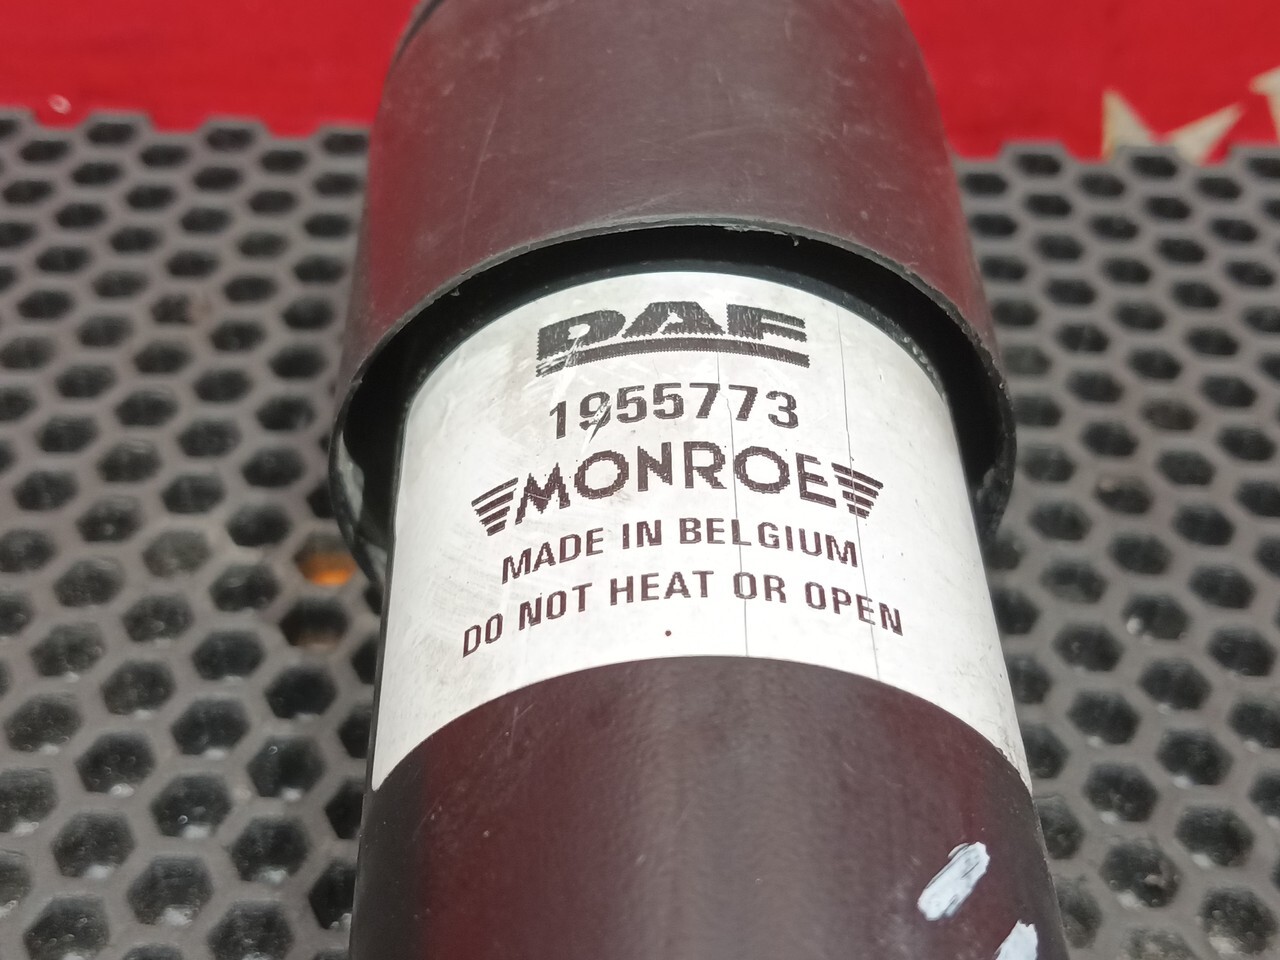 DAF
1955773
MONROE
MADE IN BELGIUM
DO NOT HEAT OR OPEN